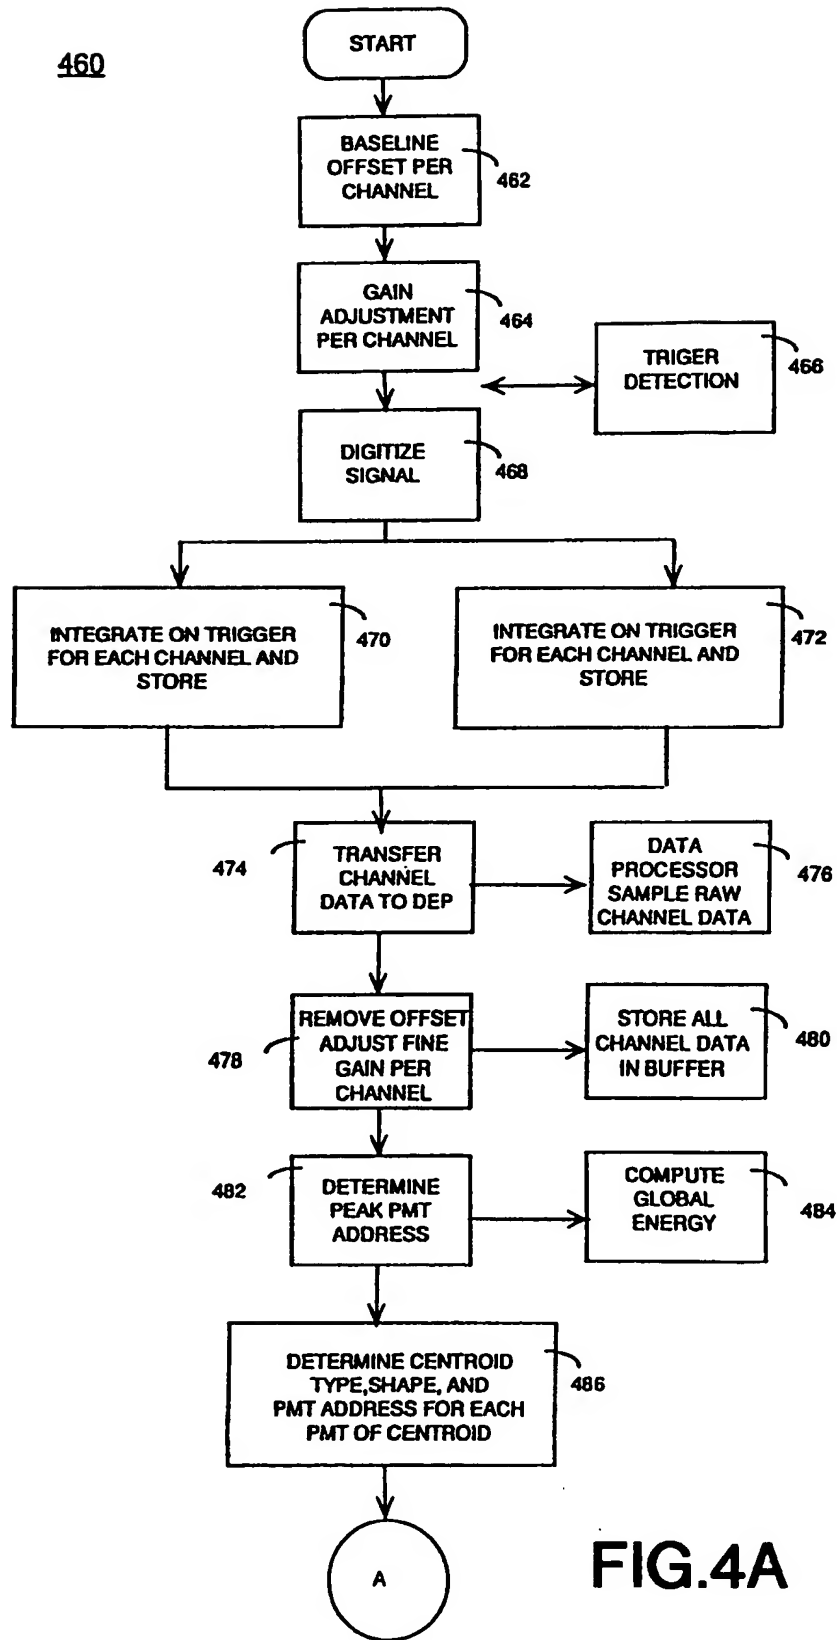 460
START
BASELINE
OFFSET PER
CHANNEL
462
GAIN
ADJUSTMENT
PER CHANNEL
464
TRIGER
DETECTION
466
DIGITIZE
SIGNAL
468
INTEGRATE ON TRIGGER
FOR EACH CHANNEL AND
STORE
470
INTEGRATE ON TRIGGER
FOR EACH CHANNEL AND
STORE
472
474
TRANSFER
CHANNEL
DATA TO DEP
DATA
PROCESSOR
SAMPLE RAW
CHANNEL DATA
476
478
REMOVE OFFSET
ADJUST FINE
GAIN PER
CHANNEL
STORE ALL
CHANNEL DATA
IN BUFFER
480
482
DETERMINE
PEAK PMT
ADDRESS
COMPUTE
GLOBAL
ENERGY
484
DETERMINE CENTROID
TYPE,SHAPE, AND
PMT ADDRESS FOR EACH
PMT OF CENTROID
486
A
FIG.4A